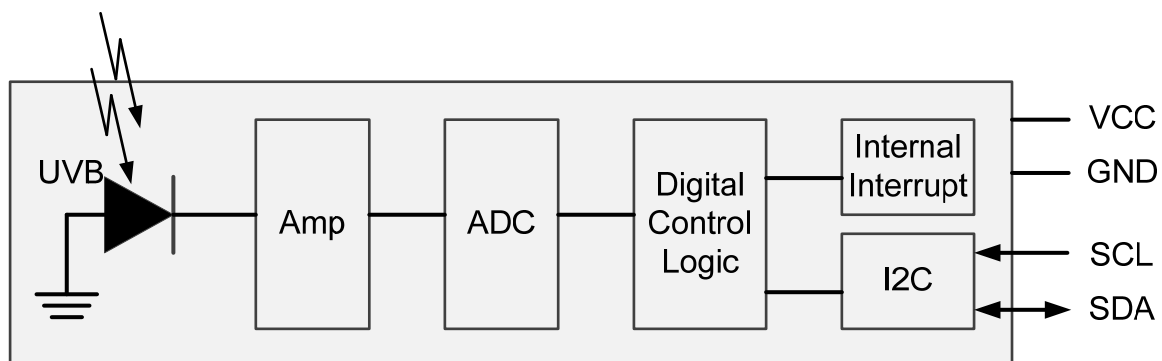 UVB
Amp
ADC
Digital
Control
Logic
Internal
Interrupt
I2C
VCC
GND
SCL
SDA